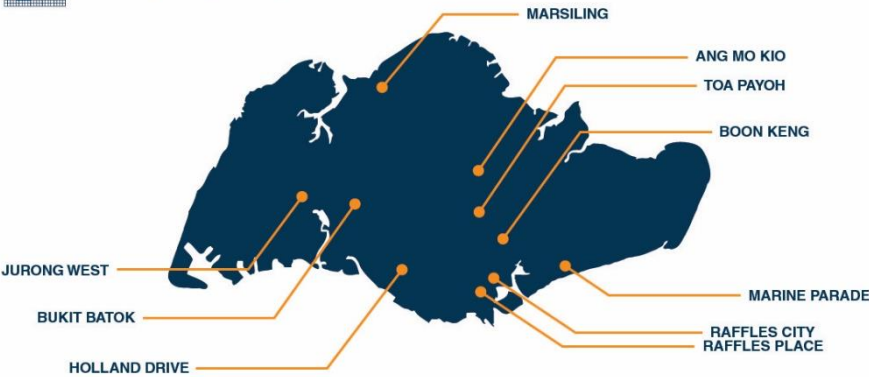 MARSILING
ANG MO KIO
TOA PAYOH
BOON KENG
JURONG WEST
MARINE PARADE
BUKIT BATOK
RAFFLES CITY
RAFFLES PLACE
HOLLAND DRIVE